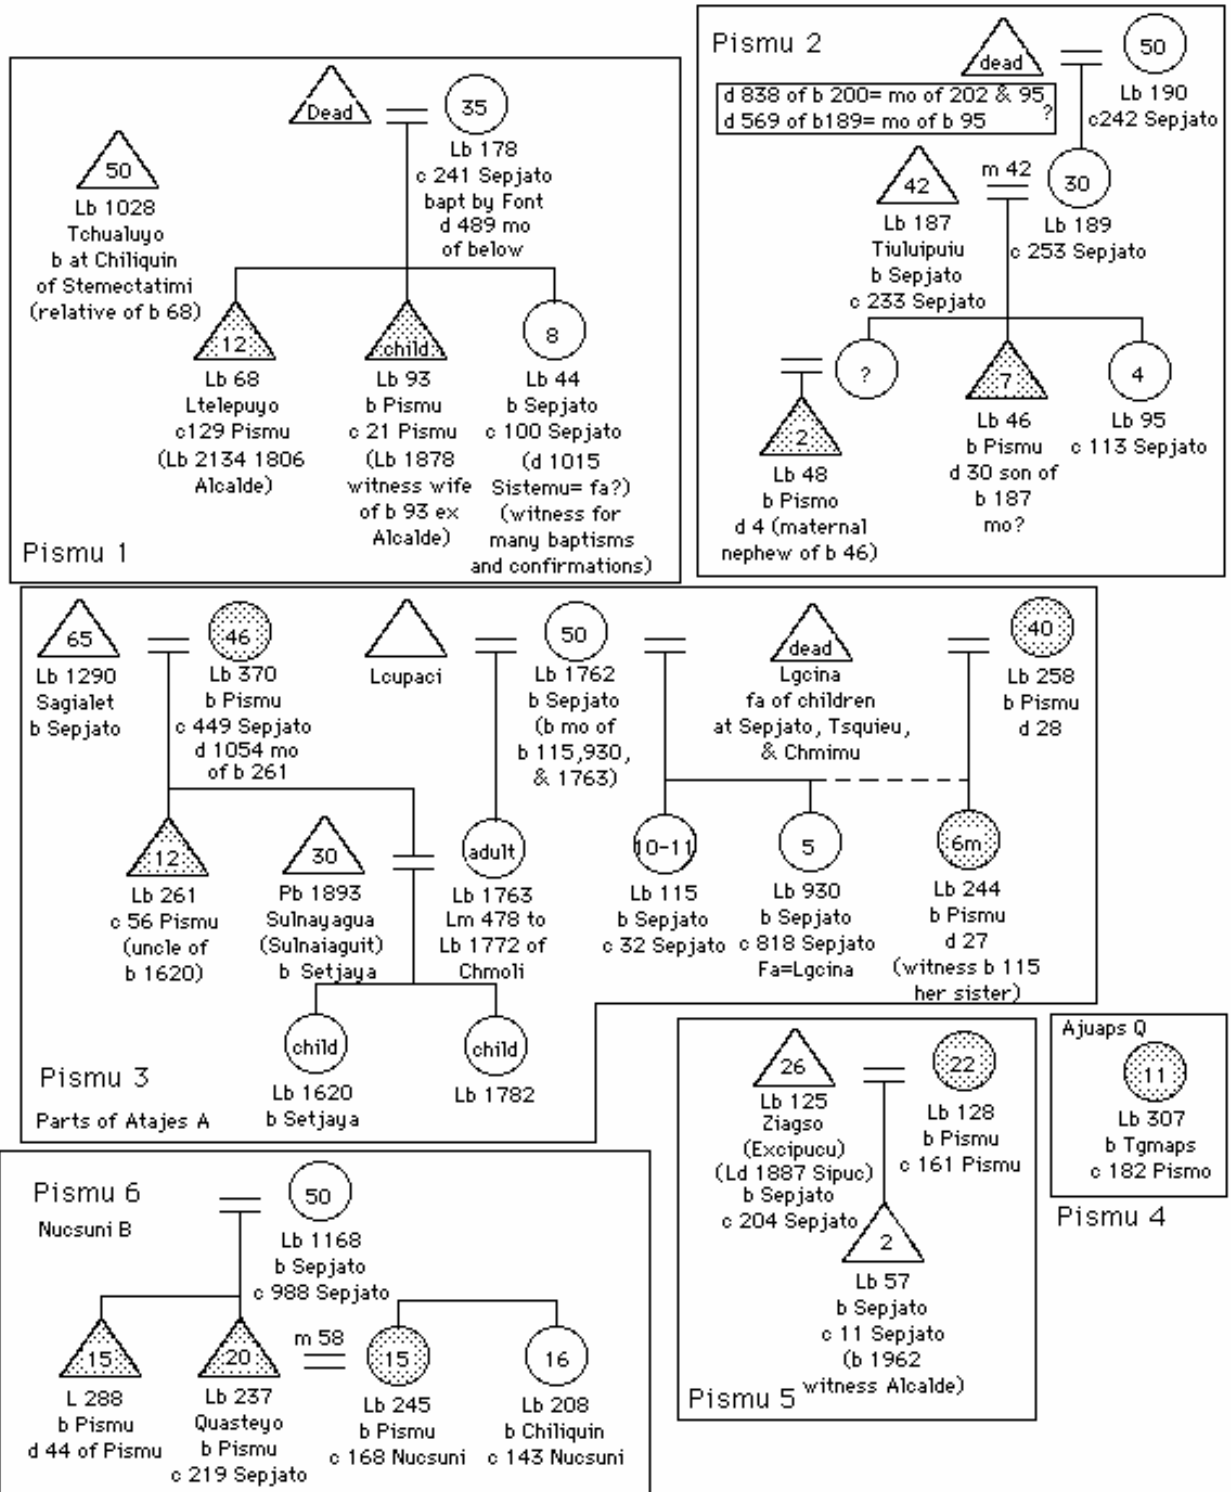 Dead
35
Lb 178
c 241 Sepjato
bapt by Font
d 489 mo
of below
50
Lb 1028
Tchualuyo
b at Chiliquin
of Stemectatimi
(relative of b 68)
12
Lb 68
Ltelepuyo
c129 Pismu
(Lb 2134 1806
Alcalde)
child
Lb 93
b Pismu
c 21 Pismu
(Lb 1878
witness wife
of b 93 ex
Alcalde)
8
Lb 44
b Sepjato
c 100 Sepjato
(d 1015
Sistemu= fa?)
(witness for
many baptisms
and confirmations)
Pismu 1
Pismu 2
dead
50
Lb 190
c242 Sepjato
d 838 of b 200= mo of 202 & 95
d 569 of b189= mo of b 95
?
42
m 42
30
Lb 187
Tiuluipuiu
b Sepjato
c 233 Sepjato
Lb 189
c 253 Sepjato
?
2
Lb 48
b Pismo
d 4 (maternal
nephew of b 46)
7
Lb 46
b Pismu
d 30 son of
b 187
mo?
4
Lb 95
c 113 Sepjato
65
Lb 1290
Sagialet
b Sepjato
46
Lb 370
b Pismu
c 449 Sepjato
d 1054 mo
of b 261
Lcupaci
50
Lb 1762
b Sepjato
(b mo of
b 115,930,
& 1763)
dead
Lgcina
fa of children
at Sepjato, Tsquieu,
& Chmimu
40
Lb 258
b Pismu
d 28
12
Lb 261
c 56 Pismu
(uncle of
b 1620)
30
Pb 1893
Sulnayagua
(Sulnaiaguit)
b Setjaya
adult
Lb 1763
Lm 478 to
Lb 1772 of
Chmoli
10-11
Lb 115
b Sepjato
c 32 Sepjato
5
Lb 930
b Sepjato
c 818 Sepjato
Fa=Lgcina
6m
Lb 244
b Pismu
d 27
(witness b 115
her sister)
child
Lb 1620
b Setjaya
child
Lb 1782
Pismu 3
Parts of Atajes A
26
Lb 125
Ziagso
(Excipucu)
(Ld 1887 Sipuc)
b Sepjato
c 204 Sepjato
22
Lb 128
b Pismu
c 161 Pismu
2
Lb 57
b Sepjato
c 11 Sepjato
(b 1962
witness Alcalde)
Pismu 5
Ajuaps Q
11
Lb 307
b Tgmaps
c 182 Pismo
Pismu 4
Pismu 6
Nucsuni B
50
Lb 1168
b Sepjato
c 988 Sepjato
15
L 288
b Pismu
d 44 of Pismu
20
Lb 237
Quasteyo
b Pismu
c 219 Sepjato
m 58
15
Lb 245
b Pismu
c 168 Nucsuni
16
Lb 208
b Chiliquin
c 143 Nucsuni